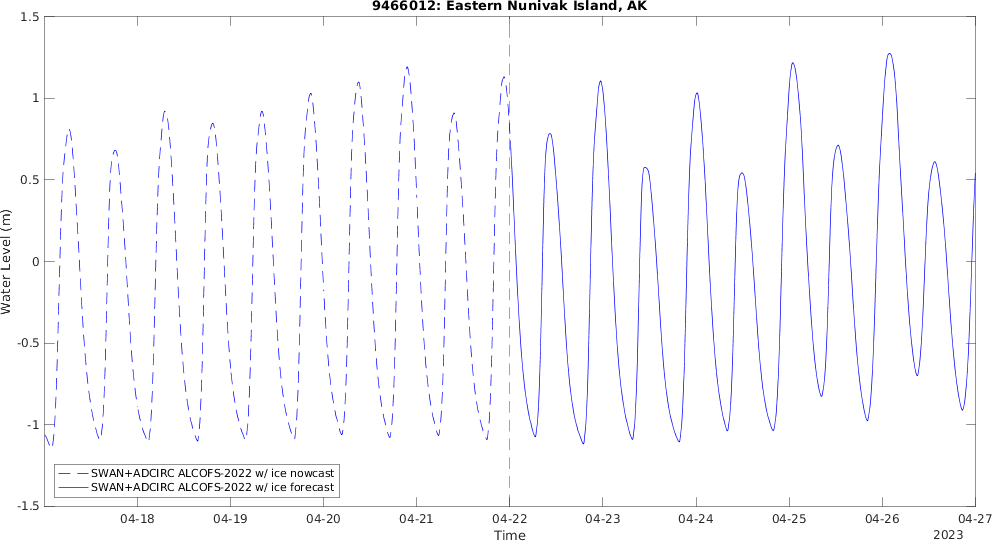 9466012: Eastern Nunivak Island, AK
1.5
1
0.5
0
-0.5
-1
-1.5
Water Level (m)
SWAN+ADCIRC ALCOFS-2022 w/ ice nowcast
SWAN+ADCIRC ALCOFS-2022 w/ ice forecast
04-18 04-19 04-20 04-21 04-22 04-23 04-24 04-25 04-26 04-27
Time
2023